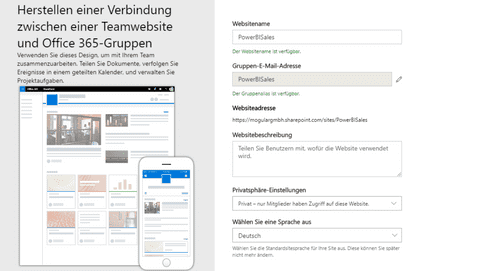 Herstellen einer Verbindung
zwischen einer Teamwebsite
und Office 365-Gruppen
Verwenden Sie dieses Design, um mit Ihrem Team
zusammenzuarbeiten. Teilen Sie Dokumente, verfolgen Sie
Ereignisse in einem geteilten Kalender, und verwalten Sie
Projektaufgaben.
Websitename
PowerBISales
Der Websitename ist verfügbar.
Gruppen-E-Mail-Adresse
PowerBISales
Der Gruppenalias ist verfügbar.
Websiteadresse
https://mogulargmbh.sharepoint.com/sites/PowerBISales
Websitebeschreibung
Teilen Sie Benutzern mit, wofür die Website verwendet
wird.
Privatsphäre-Einstellungen
Privat – nur Mitglieder haben Zugriff auf diese Website.
Wählen Sie eine Sprache aus
Deutsch
Wählen Sie die Standardsitesprache für Ihre Site aus. Diese können Sie später
nicht mehr ändern.